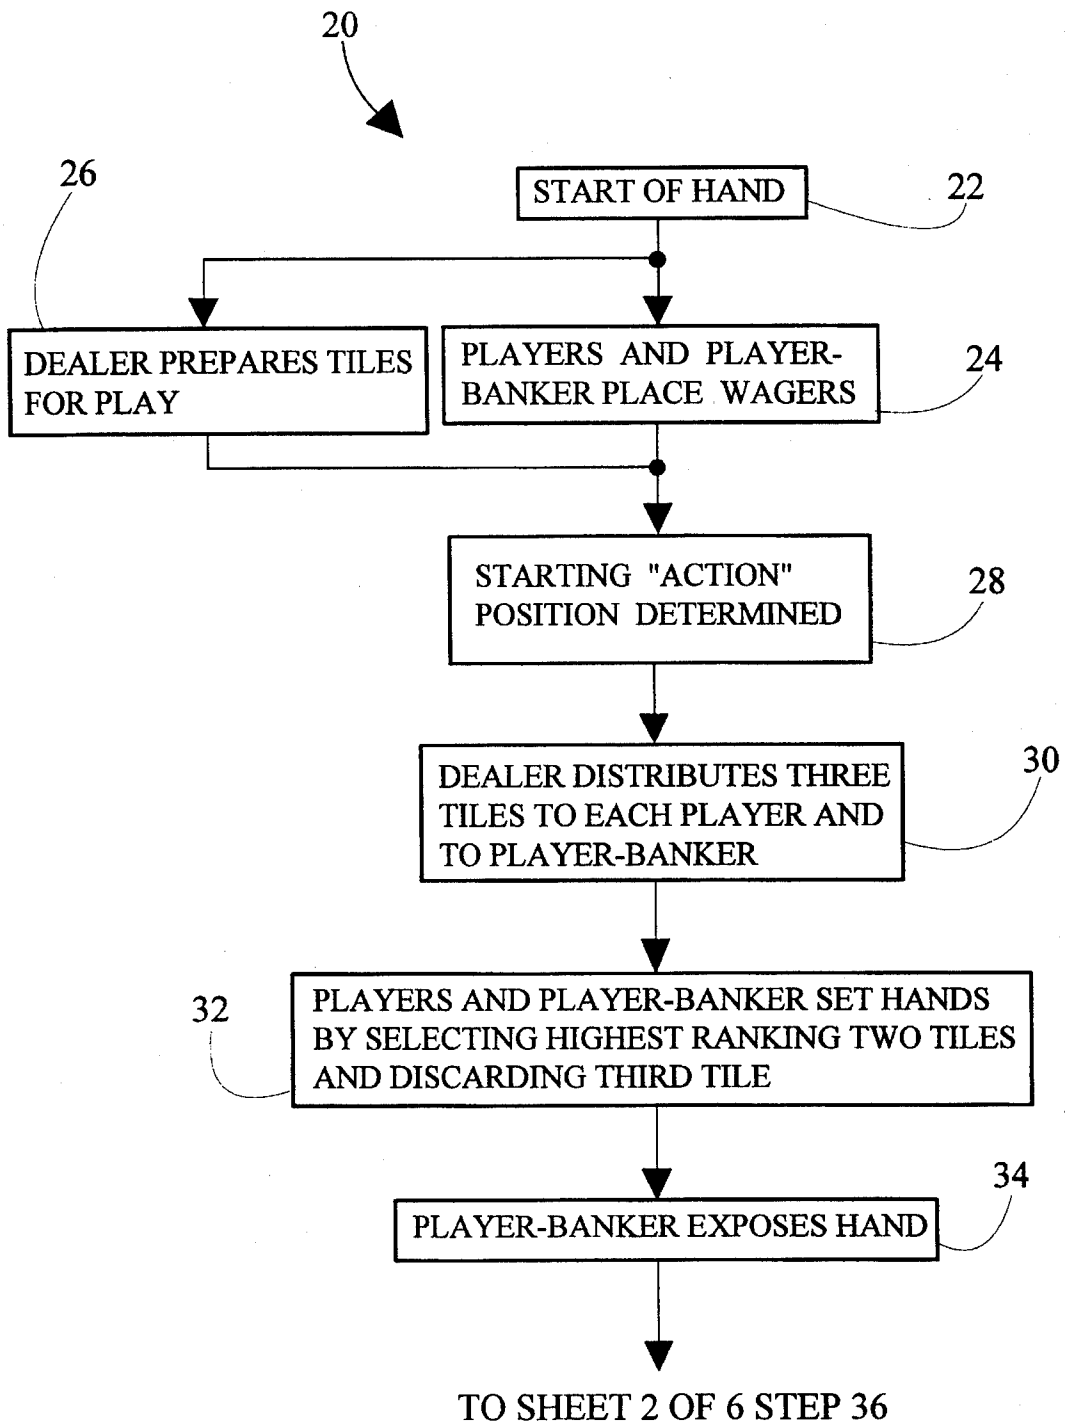 20
START OF HAND
22
26
DEALER PREPARES TILES
FOR PLAY
PLAYERS AND PLAYER-
BANKER PLACE WAGERS
24
STARTING "ACTION"
POSITION DETERMINED
28
DEALER DISTRIBUTES THREE
TILES TO EACH PLAYER AND
TO PLAYER-BANKER
30
32
PLAYERS AND PLAYER-BANKER SET HANDS
BY SELECTING HIGHEST RANKING TWO TILES
AND DISCARDING THIRD TILE
34
PLAYER-BANKER EXPOSES HAND
TO SHEET 2 OF 6 STEP 36